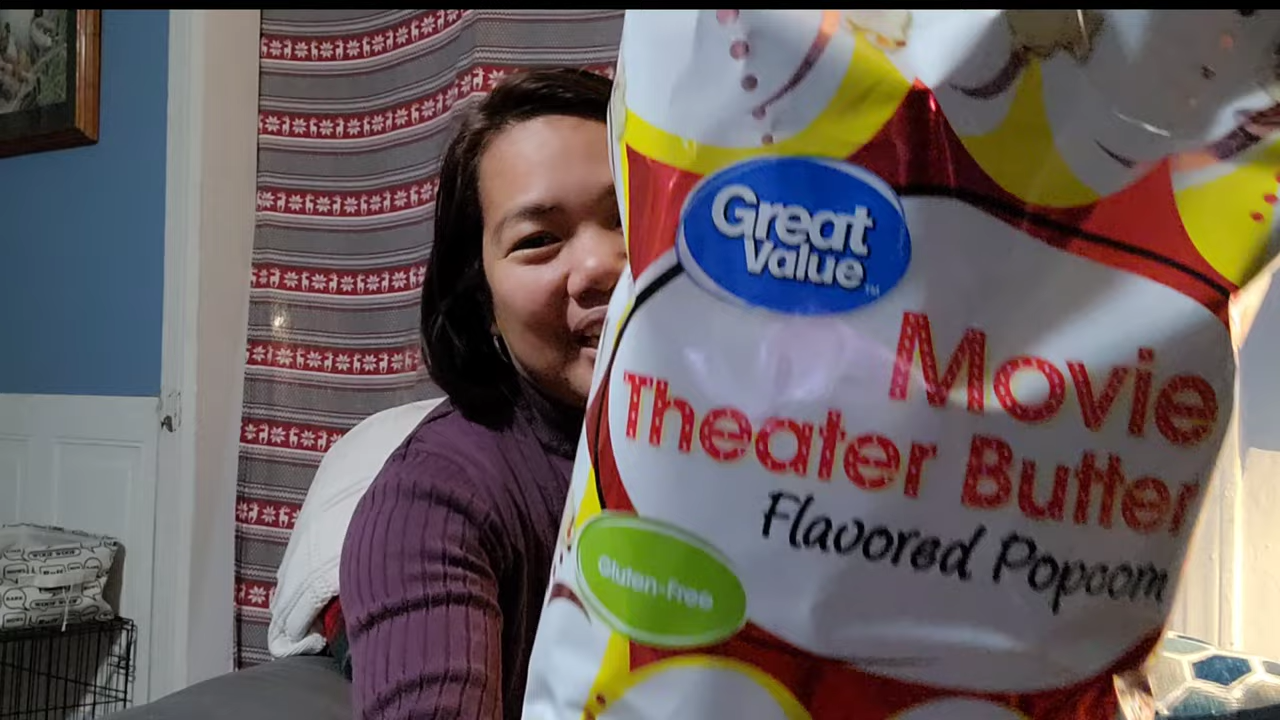 Great
Value
Movie
Theater Butter
Flavored Popcorn
Gluten-Free